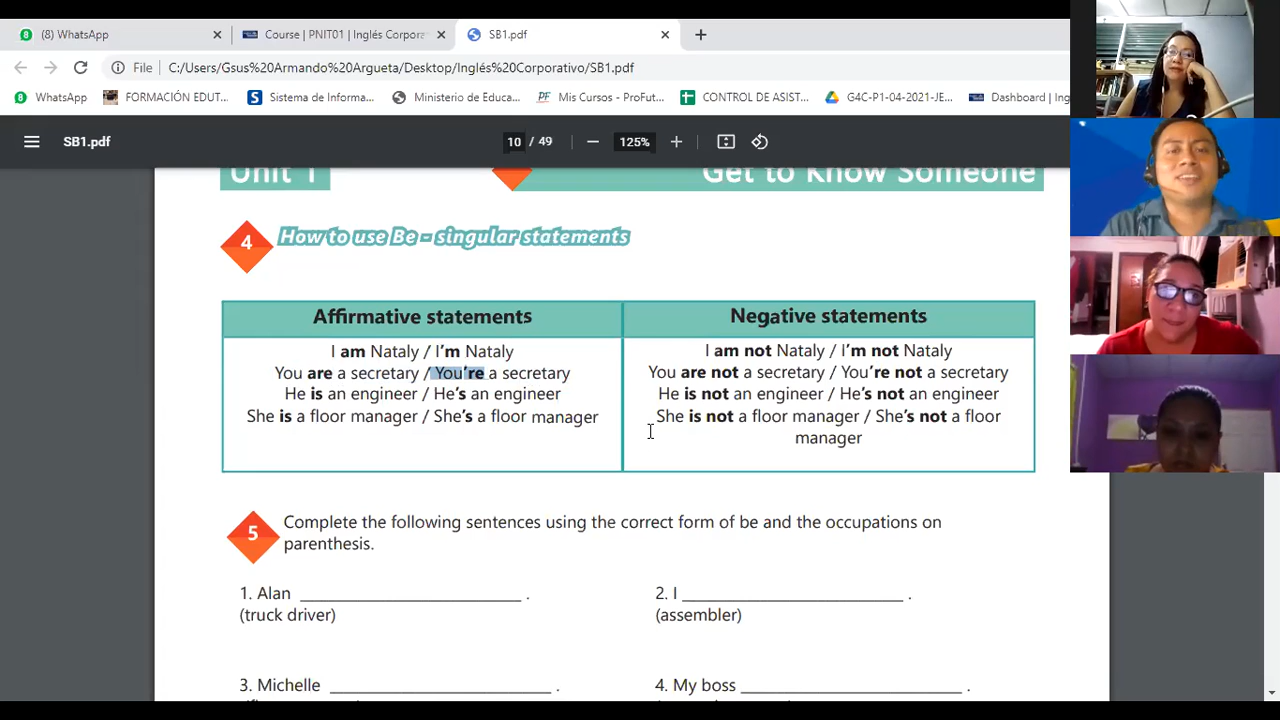 (8) WhatsApp
Course | PNIT01 | Inglés Corpor
SB1.pdf
File
C:/Users/Gsus%20Armando%20Argueta/Desktop/Inglés%20Corporativo/SB1.pdf
WhatsApp
FORMACIÓN EDUT...
Sistema de Informa...
Ministerio de Educa...
Mis Cursos - ProFut...
CONTROL DE ASIST...
G4C-P1-04-2021-JE...
Dashboard | Ing
SB1.pdf
10 / 49
125%
Unit 1
Get to Know Someone
4
How to use Be - singular statements
Affirmative statements
I am Nataly / I'm Nataly
You are a secretary / You're a secretary
He is an engineer / He's an engineer
She is a floor manager / She's a floor manager
Negative statements
I am not Nataly / I'm not Nataly
You are not a secretary / You're not a secretary
He is not an engineer / He's not an engineer
She is not a floor manager / She's not a floor
manager
5
Complete the following sentences using the correct form of be and the occupations on
parenthesis.
1. Alan ________________________ .
(truck driver)
2. I ________________________ .
(assembler)
3. Michelle ________________________ .
4. My boss ________________________ .